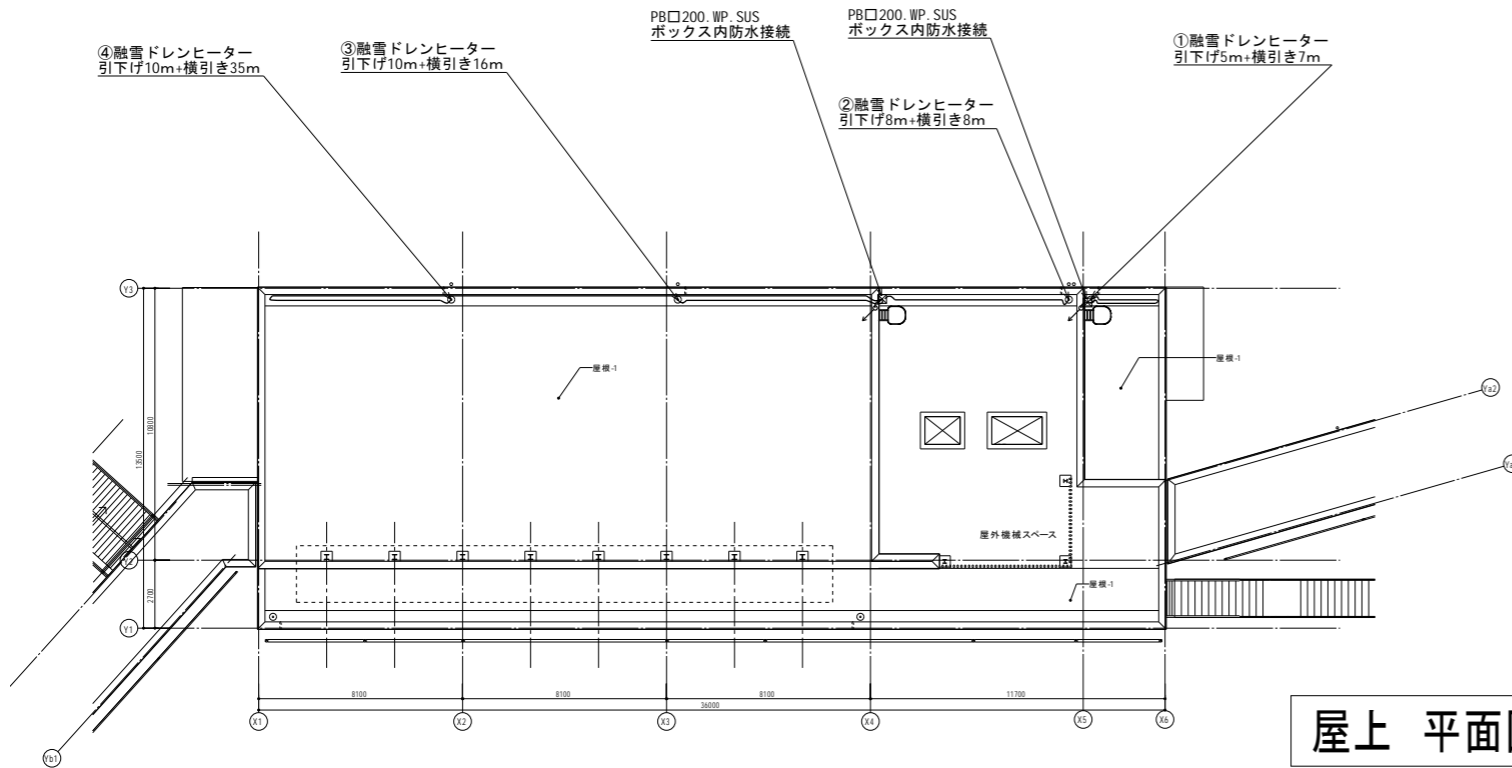 PB□200.WP.SUS
ボックス内防水接続
PB□200.WP.SUS
ボックス内防水接続
④融雪ドレンヒーター
引下げ10m+横引き35m
③融雪ドレンヒーター
引下げ10m+横引き16m
①融雪ドレンヒーター
引下げ5m+横引き7m
②融雪ドレンヒーター
引下げ8m+横引き8m
Y3
屋根-1
屋根-1
Ya2
10800
13500
屋外機械スペース
Y2
屋根-1
2700
Y1
8100
8100
8100
11700
36000
X1
X2
X3
X4
X5
X6
Yb1
屋上 平面